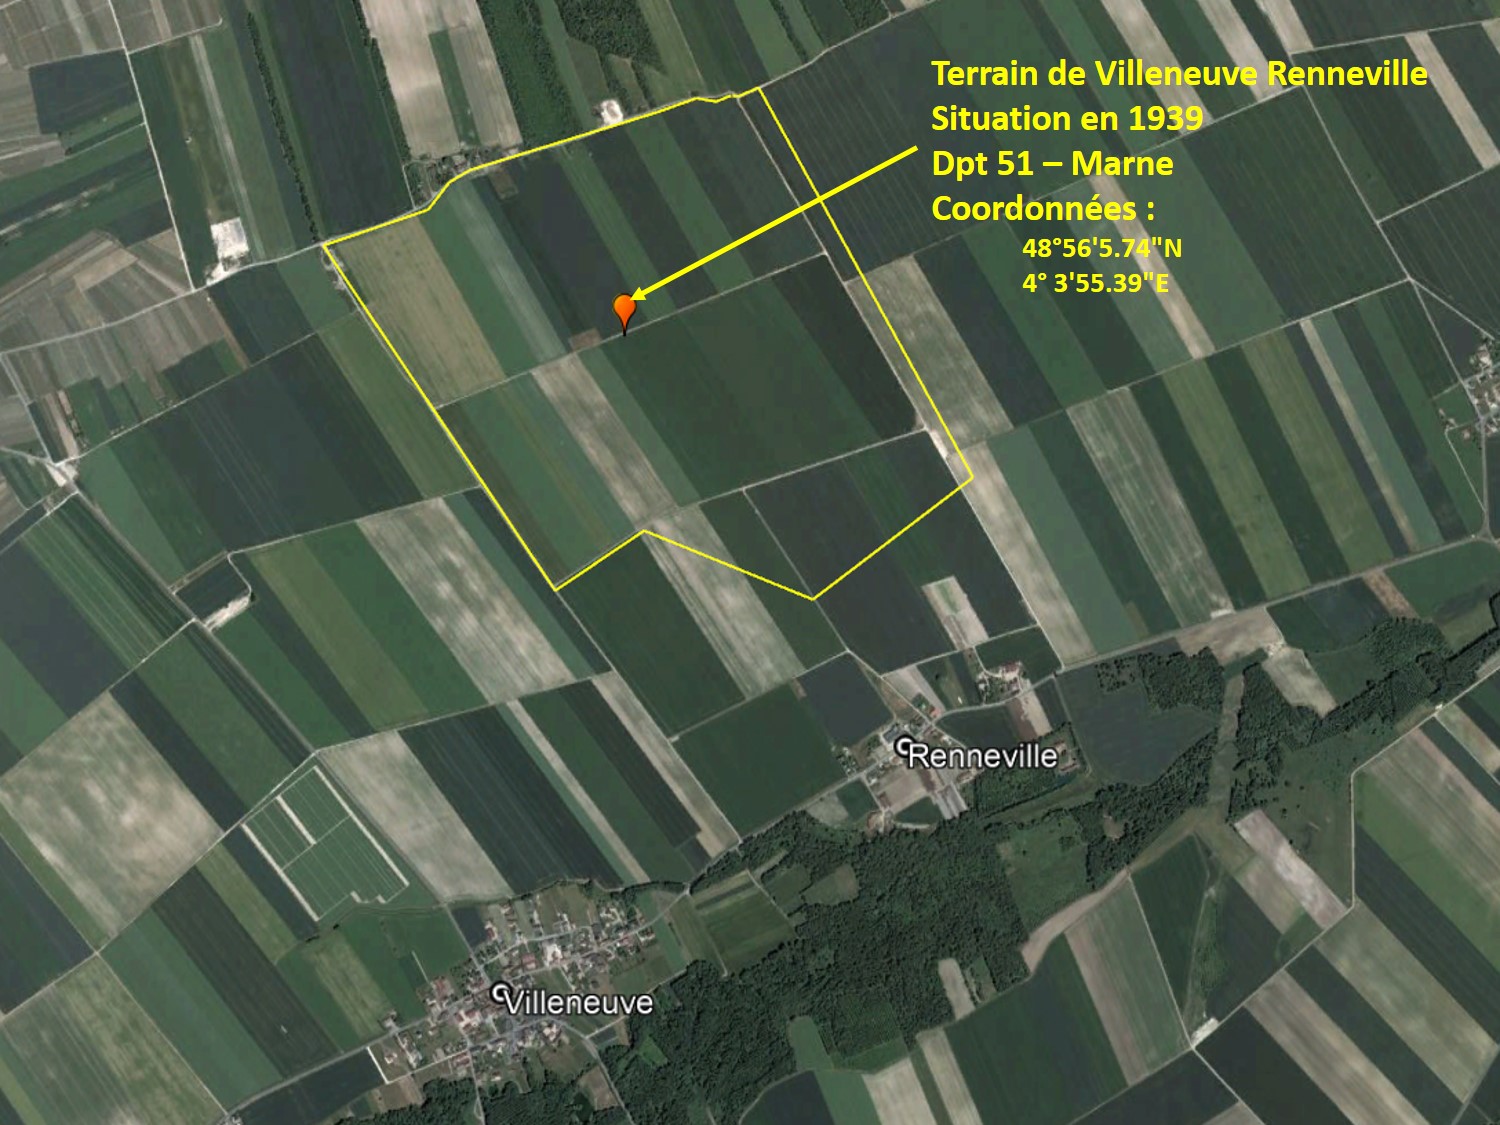 Terrain de Villeneuve Renneville
Situation en 1939
Dpt 51 – Marne
Coordonnées :
48°56'5.74"N
4° 3'55.39"E
Renneville
Villeneuve